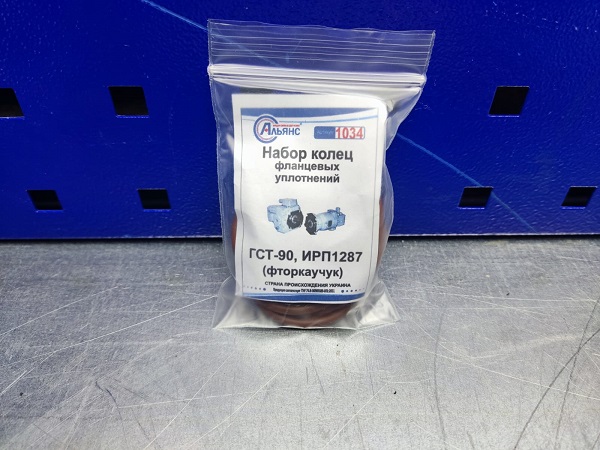 Альянс
1034
Набор колец
фланцевых
уплотнений
ГСТ-90, ИРП1287
(фторкаучук)
СТРАНА ПРОИСХОЖДЕНИЯ УКРАИНА